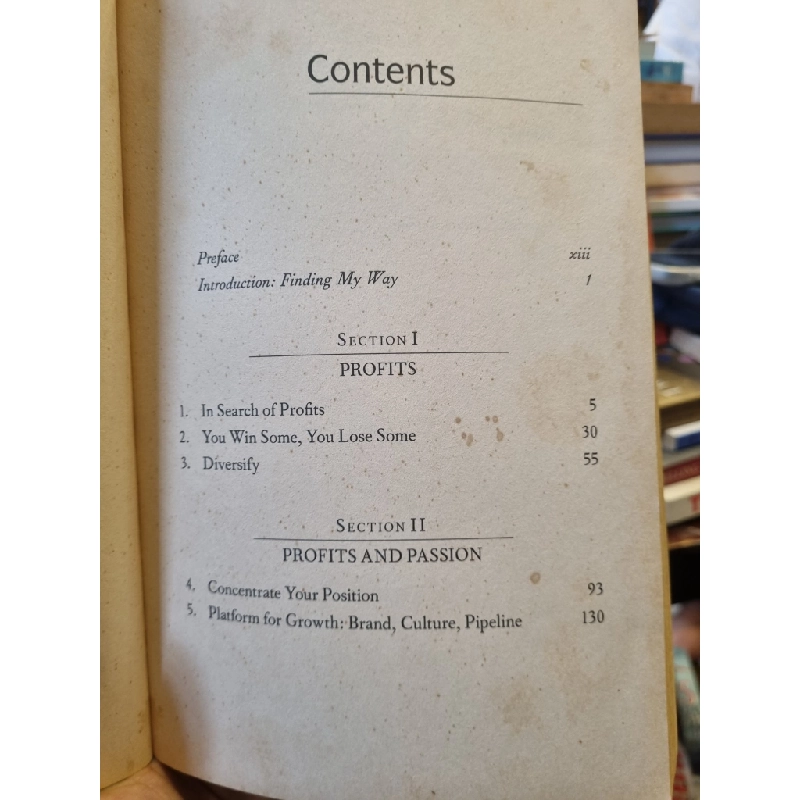 Contents
Preface xiii
Introduction: Finding My Way 1
SECTION I
PROFITS
1. In Search of Profits 5
2. You Win Some, You Lose Some 30
3. Diversify 55
SECTION II
PROFITS AND PASSION
4. Concentrate Your Position 93
5. Platform for Growth: Brand, Culture, Pipeline 130